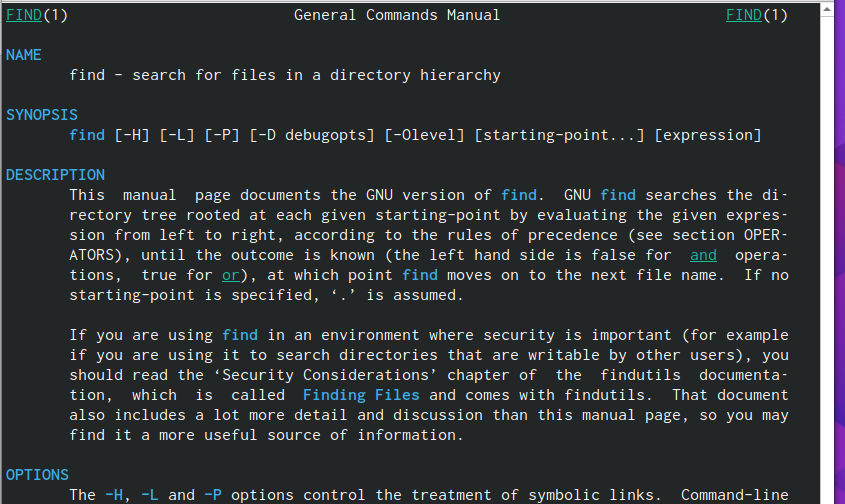 FIND(1) General Commands Manual FIND(1)
NAME
find - search for files in a directory hierarchy
SYNOPSIS
find [-H] [-L] [-P] [-D debugopts] [-Olevel] [starting-point...] [expression]
DESCRIPTION
This manual page documents the GNU version of find. GNU find searches the di-
rectory tree rooted at each given starting-point by evaluating the given expres-
sion from left to right, according to the rules of precedence (see section OPER-
ATORS), until the outcome is known (the left hand side is false for and opera-
tions, true for or), at which point find moves on to the next file name. If no
starting-point is specified, ‘.’ is assumed.
If you are using find in an environment where security is important (for example
if you are using it to search directories that are writable by other users), you
should read the ‘Security Considerations’ chapter of the findutils documenta-
tion, which is called Finding Files and comes with findutils. That document
also includes a lot more detail and discussion than this manual page, so you may
find it a more useful source of information.
OPTIONS
The -H, -L and -P options control the treatment of symbolic links. Command-line